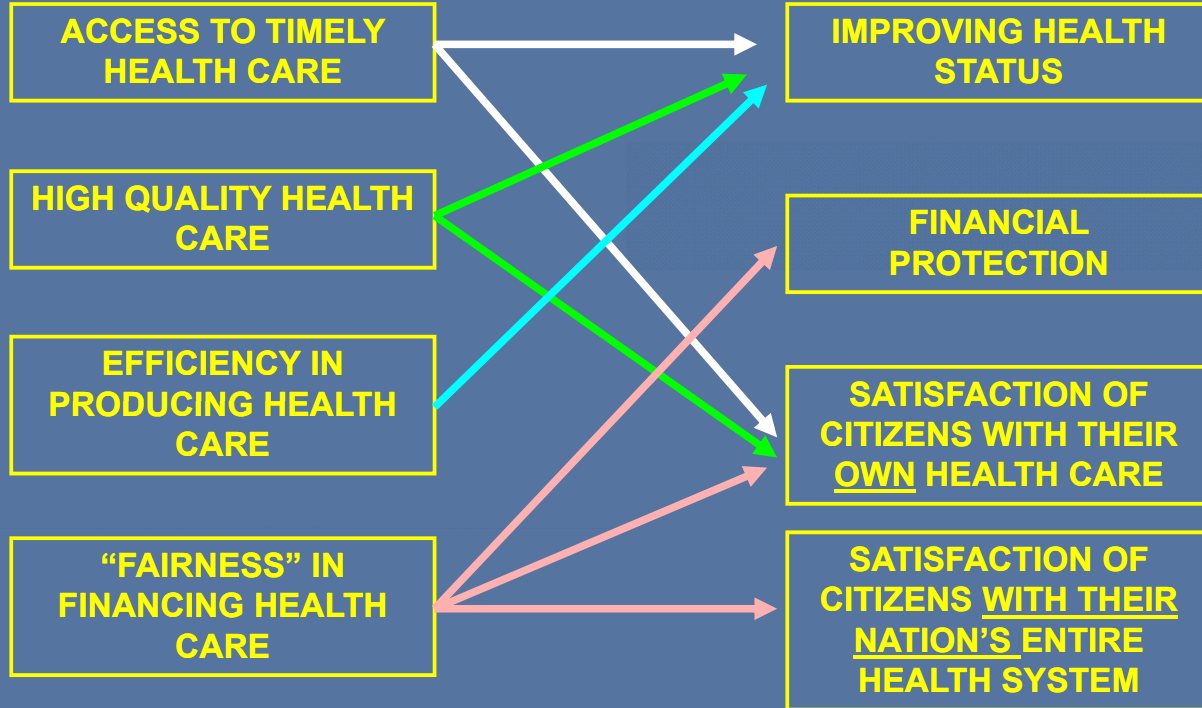 ACCESS TO TIMELY
HEALTH CARE
HIGH QUALITY HEALTH
CARE
EFFICIENCY IN
PRODUCING HEALTH
CARE
“FAIRNESS” IN
FINANCING HEALTH
CARE
IMPROVING HEALTH
STATUS
FINANCIAL
PROTECTION
SATISFACTION OF
CITIZENS WITH THEIR
OWN HEALTH CARE
SATISFACTION OF
CITIZENS WITH THEIR
NATION’S ENTIRE
HEALTH SYSTEM